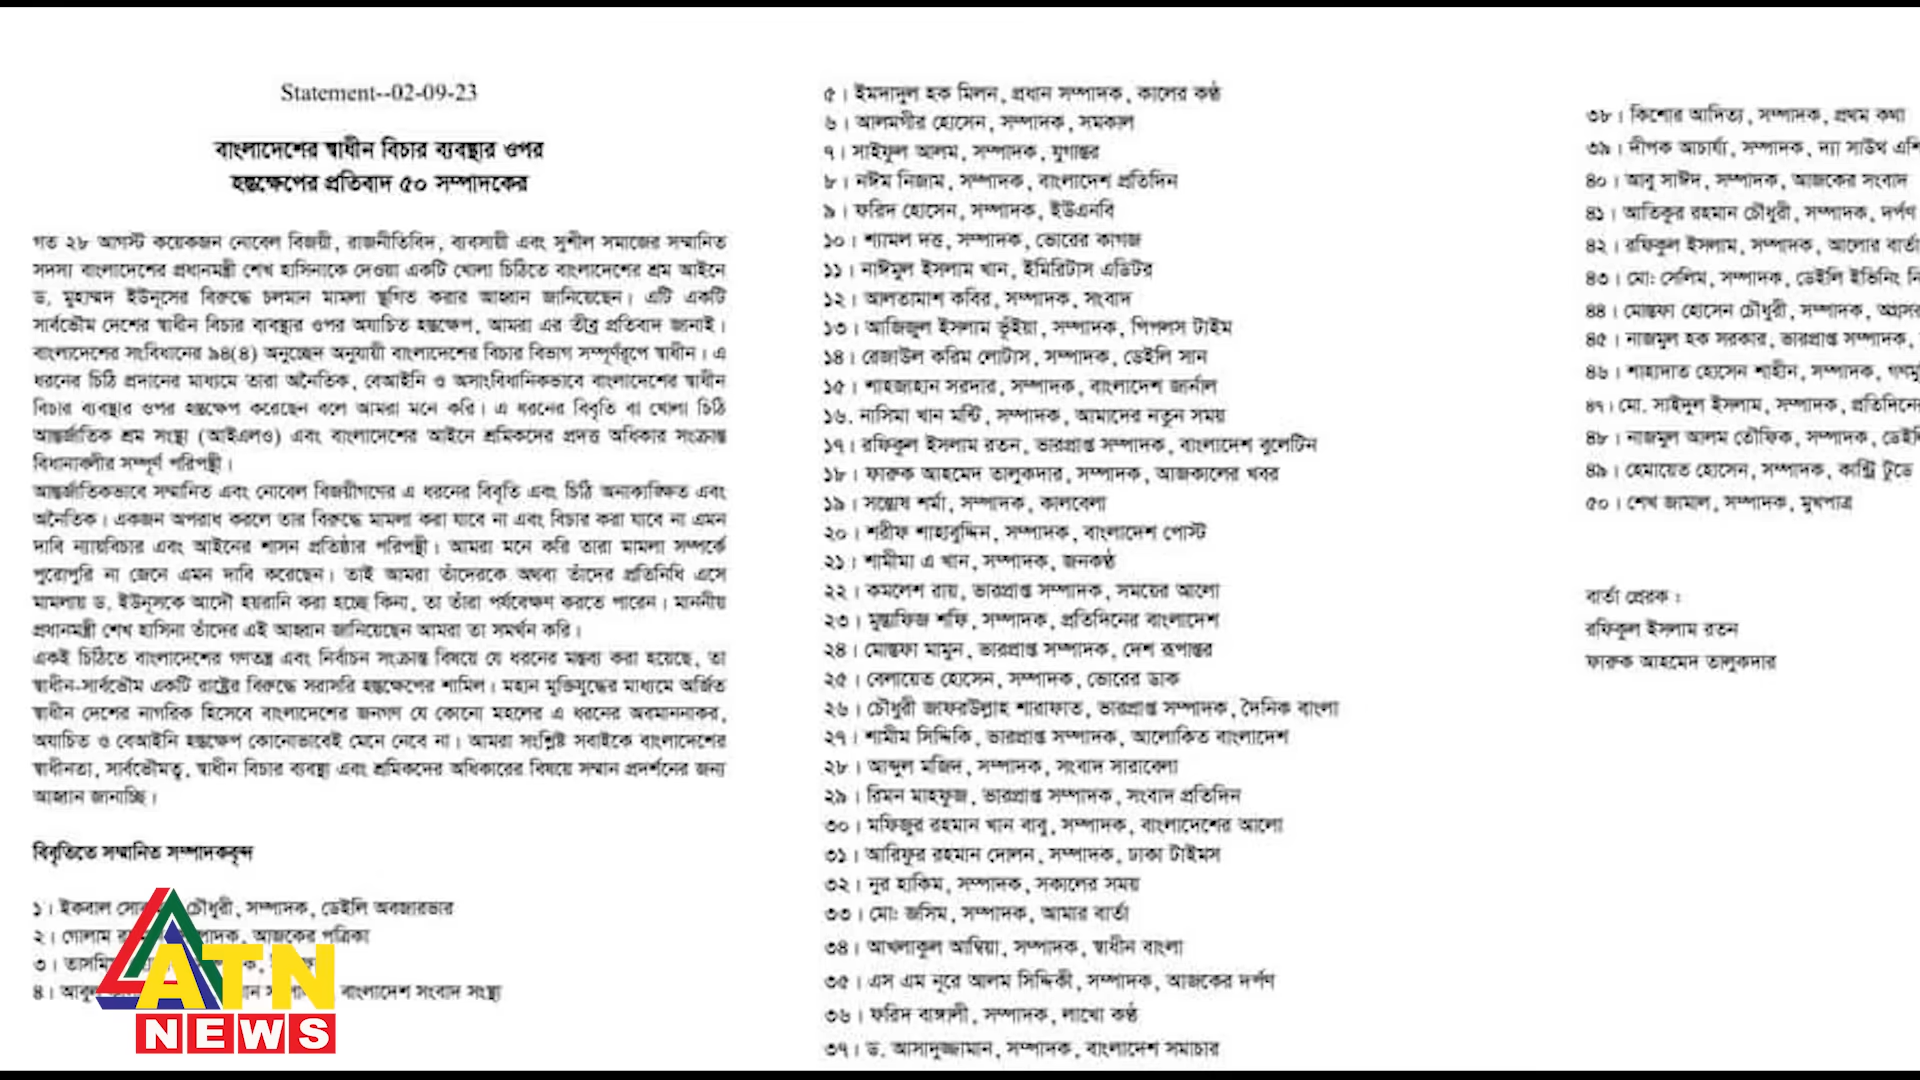 Statement--02-09-23
বাংলাদেশের স্বাধীন বিচার ব্যবস্থার ওপর
হস্তক্ষেপের প্রতিবাদ ৫০ সম্পাদকের
গত ২৮ আগস্ট কয়েকজন নোবেল বিজয়ী, রাজনীতিবিদ, ব্যবসায়ী এবং সুশীল সমাজের সম্মানিত
সদস্য বাংলাদেশের প্রধানমন্ত্রী শেখ হাসিনাকে দেওয়া একটি খোলা চিঠিতে বাংলাদেশের শ্রম আইনে
ড. মুহাম্মদ ইউনূসের বিরুদ্ধে চলমান মামলা স্থগিত করার আহ্বান জানিয়েছেন। এটি একটি
সার্বভৌম দেশের স্বাধীন বিচার ব্যবস্থার ওপর অযাচিত হস্তক্ষেপ, আমরা এর তীব্র প্রতিবাদ জানাই।
বাংলাদেশের সংবিধানের ৯৪(৪) অনুচ্ছেদ অনুযায়ী বাংলাদেশের বিচার বিভাগ সম্পূর্ণরূপে স্বাধীন। এ
ধরনের চিঠি প্রদানের মাধ্যমে তারা অনৈতিক, বেআইনি ও অসাংবিধানিকভাবে বাংলাদেশের স্বাধীন
বিচার ব্যবস্থার ওপর হস্তক্ষেপ করেছেন বলে আমরা মনে করি। এ ধরনের বিবৃতি বা খোলা চিঠি
আন্তর্জাতিক শ্রম সংস্থা (আইএলও) এবং বাংলাদেশের আইনে শ্রমিকদের প্রদত্ত অধিকার সংক্রান্ত
বিধানাবলীর সম্পূর্ণ পরিপন্থী।
আন্তর্জাতিকভাবে সম্মানিত এবং নোবেল বিজয়ীগণের এ ধরনের বিবৃতি এবং চিঠি অনাকাঙ্ক্ষিত এবং
অনৈতিক। একজন অপরাধ করলে তার বিরুদ্ধে মামলা করা যাবে না এবং বিচার করা যাবে না এমন
দাবি ন্যায়বিচার এবং আইনের শাসন প্রতিষ্ঠার পরিপন্থী। আমরা মনে করি তারা মামলা সম্পর্কে
পুরোপুরি না জেনে এমন দাবি করেছেন। তাই আমরা তাঁদেরকে অথবা তাঁদের প্রতিনিধি এসে
মামলায় ড. ইউনূসকে আদৌ হয়রানি করা হচ্ছে কিনা, তা তাঁরা পর্যবেক্ষণ করতে পারেন। মাননীয়
প্রধানমন্ত্রী শেখ হাসিনা তাঁদের এই আহ্বান জানিয়েছেন আমরা তা সমর্থন করি।
একই চিঠিতে বাংলাদেশের গণতন্ত্র এবং নির্বাচন সংক্রান্ত বিষয়ে যে ধরনের মন্তব্য করা হয়েছে, তা
স্বাধীন-সার্বভৌম একটি রাষ্ট্রের বিরুদ্ধে সরাসরি হস্তক্ষেপের শামিল। মহান মুক্তিযুদ্ধের মাধ্যমে অর্জিত
স্বাধীন দেশের নাগরিক হিসেবে বাংলাদেশের জনগণ যে কোনো মহলের এ ধরনের অবমাননাকর,
অযাচিত ও বেআইনি হস্তক্ষেপ কোনোভাবেই মেনে নেবে না। আমরা সংশ্লিষ্ট সবাইকে বাংলাদেশের
স্বাধীনতা, সার্বভৌমত্ব, স্বাধীন বিচার ব্যবস্থা এবং শ্রমিকদের অধিকারের বিষয়ে সম্মান প্রদর্শনের জন্য
আহ্বান জানাচ্ছি।
বিবৃতিতে সম্মানিত সম্পাদকবৃন্দ
১। ইকবাল চৌধুরী, সম্পাদক, ডেইলি অবজারভার
২। গোলাম আজকের পত্রিকা
৩।
৪। বাংলাদেশ সংবাদ সংস্থা
ATN
NEWS
৫। ইমদাদুল হক মিলন, প্রধান সম্পাদক, কালের কণ্ঠ
৬। আলমগীর হোসেন, সম্পাদক, সমকাল
৭। সাইফুল আলম, সম্পাদক, যুগান্তর
৮। নঈম নিজাম, সম্পাদক, বাংলাদেশ প্রতিদিন
৯। ফরিদ হোসেন, সম্পাদক, ইউএনবি
১০। শ্যামল দত্ত, সম্পাদক, ভোরের কাগজ
১১। নাঈমুল ইসলাম খান, ইমিরিটাস এডিটর
১২। আলতামাশ কবির, সম্পাদক, সংবাদ
১৩। আজিজুল ইসলাম ভূঁইয়া, সম্পাদক, পিপলস টাইম
১৪। রেজাউল করিম লোটাস, সম্পাদক, ডেইলি সান
১৫। শাহজাহান সরদার, সম্পাদক, বাংলাদেশ জার্নাল
১৬. নাসিমা খান মন্টি, সম্পাদক, আমাদের নতুন সময়
১৭। রফিকুল ইসলাম রতন, ভারপ্রাপ্ত সম্পাদক, বাংলাদেশ বুলেটিন
১৮। ফারুক আহমেদ তালুকদার, সম্পাদক, আজকালের খবর
১৯। সন্তোষ শর্মা, সম্পাদক, কালবেলা
২০। শরীফ শাহাবুদ্দিন, সম্পাদক, বাংলাদেশ পোস্ট
২১। শামীমা এ খান, সম্পাদক, জনকণ্ঠ
২২। কমলেশ রায়, ভারপ্রাপ্ত সম্পাদক, সময়ের আলো
২৩। মুস্তাফিজ শফি, সম্পাদক, প্রতিদিনের বাংলাদেশ
২৪। মোস্তফা মামুন, ভারপ্রাপ্ত সম্পাদক, দেশ রূপান্তর
২৫। বেলায়েত হোসেন, সম্পাদক, ভোরের ডাক
২৬। চৌধুরী জাফরউল্লাহ শারাফাত, ভারপ্রাপ্ত সম্পাদক, দৈনিক বাংলা
২৭। শামীম সিদ্দিকি, ভারপ্রাপ্ত সম্পাদক, আলোকিত বাংলাদেশ
২৮। আব্দুল মজিদ, সম্পাদক, সংবাদ সারাবেলা
২৯। রিমন মাহফুজ, ভারপ্রাপ্ত সম্পাদক, সংবাদ প্রতিদিন
৩০। মফিজুর রহমান খান বাবু, সম্পাদক, বাংলাদেশের আলো
৩১। আরিফুর রহমান দোলন, সম্পাদক, ঢাকা টাইমস
৩২। নুর হাকিম, সম্পাদক, সকালের সময়
৩৩। মো: জসিম, সম্পাদক, আমার বার্তা
৩৪। আখলাকুল আম্বিয়া, সম্পাদক, স্বাধীন বাংলা
৩৫। এস এম নূরে আলম সিদ্দিকী, সম্পাদক, আজকের দর্পণ
৩৬। ফরিদ বাঙ্গালী, সম্পাদক, লাখো কণ্ঠ
৩৭। ড. আসাদুজ্জামান, সম্পাদক, বাংলাদেশ সমাচার
৩৮। কিশোর আদিত্য, সম্পাদক, প্রথম কথা
৩৯। দীপক আচার্য্য, সম্পাদক, দ্যা সাউথ
৪০। আবু সাঈদ, সম্পাদক, আজকের সংবাদ
৪১। আতিকুর রহমান চৌধুরী, সম্পাদক, দর্পণ
৪২। রফিকুল ইসলাম, সম্পাদক, আলোর বার্তা
৪৩। মো: সেলিম, সম্পাদক, ডেইলি ইভিনিং
৪৪। মোস্তফা হোসেন চৌধুরী, সম্পাদক,
৪৫। নাজমুল হক সরকার, ভারপ্রাপ্ত সম্পাদক,
৪৬। শাহাদাত হোসেন শাহীন, সম্পাদক,
৪৭। মো. সাইদুল ইসলাম, সম্পাদক, প্রতিদিনের
৪৮। নাজমুল আলম তৌফিক, সম্পাদক,
৪৯। হেমায়েত হোসেন, সম্পাদক, কান্ট্রি টুডে
৫০। শেখ জামাল, সম্পাদক, মুখপাত্র
বার্তা প্রেরক :
রফিকুল ইসলাম রতন
ফারুক আহমেদ তালুকদার